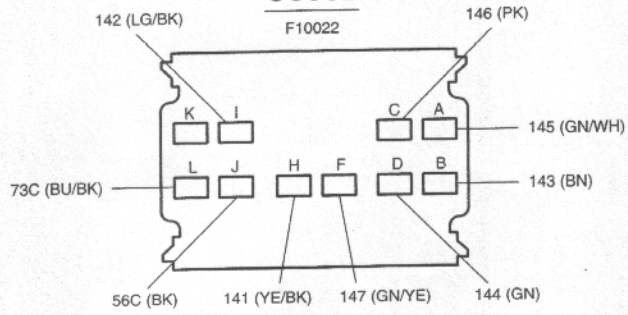 F10022
142 (LG/BK)
146 (PK)
K I C A
145 (GN/WH)
L J H F D B
73C (BU/BK)
143 (BN)
56C (BK)
141 (YE/BK)
147 (GN/YE)
144 (GN)